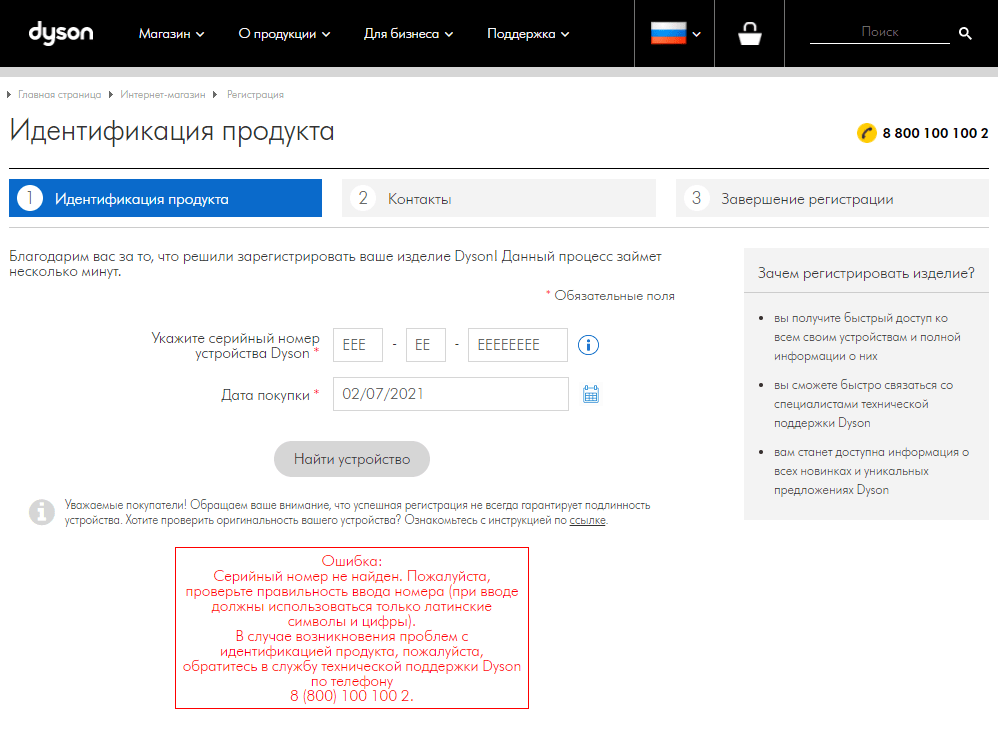 dyson
Магазин
О продукции
Для бизнеса
Поддержка
Поиск
Главная страница
Интернет-магазин
Регистрация
Идентификация продукта
8 800 100 100 2
1 Идентификация продукта
2 Контакты
3 Завершение регистрации
Благодарим вас за то, что решили зарегистрировать ваше изделие Dyson! Данный процесс займет
несколько минут.
* Обязательные поля
Укажите серийный номер
устройства Dyson *
EEE - EE - EEEEEEEE
Дата покупки *
02/07/2021
Найти устройство
Уважаемые покупатели! Обращаем ваше внимание, что успешная регистрация не всегда гарантирует подлинность
устройства. Хотите проверить оригинальность вашего устройства? Ознакомьтесь с инструкцией по ссылке.
Ошибка:
Серийный номер не найден. Пожалуйста,
проверьте правильность ввода номера (при вводе
должны использоваться только латинские
символы и цифры).
В случае возникновения проблем с
идентификацией продукта, пожалуйста,
обратитесь в службу технической поддержки Dyson
по телефону
8 (800) 100 100 2.
Зачем регистрировать изделие?
вы получите быстрый доступ ко
всем своим устройствам и полной
информации о них
вы сможете быстро связаться со
специалистами технической
поддержки Dyson
вам станет доступна информация о
всех новинках и уникальных
предложениях Dyson